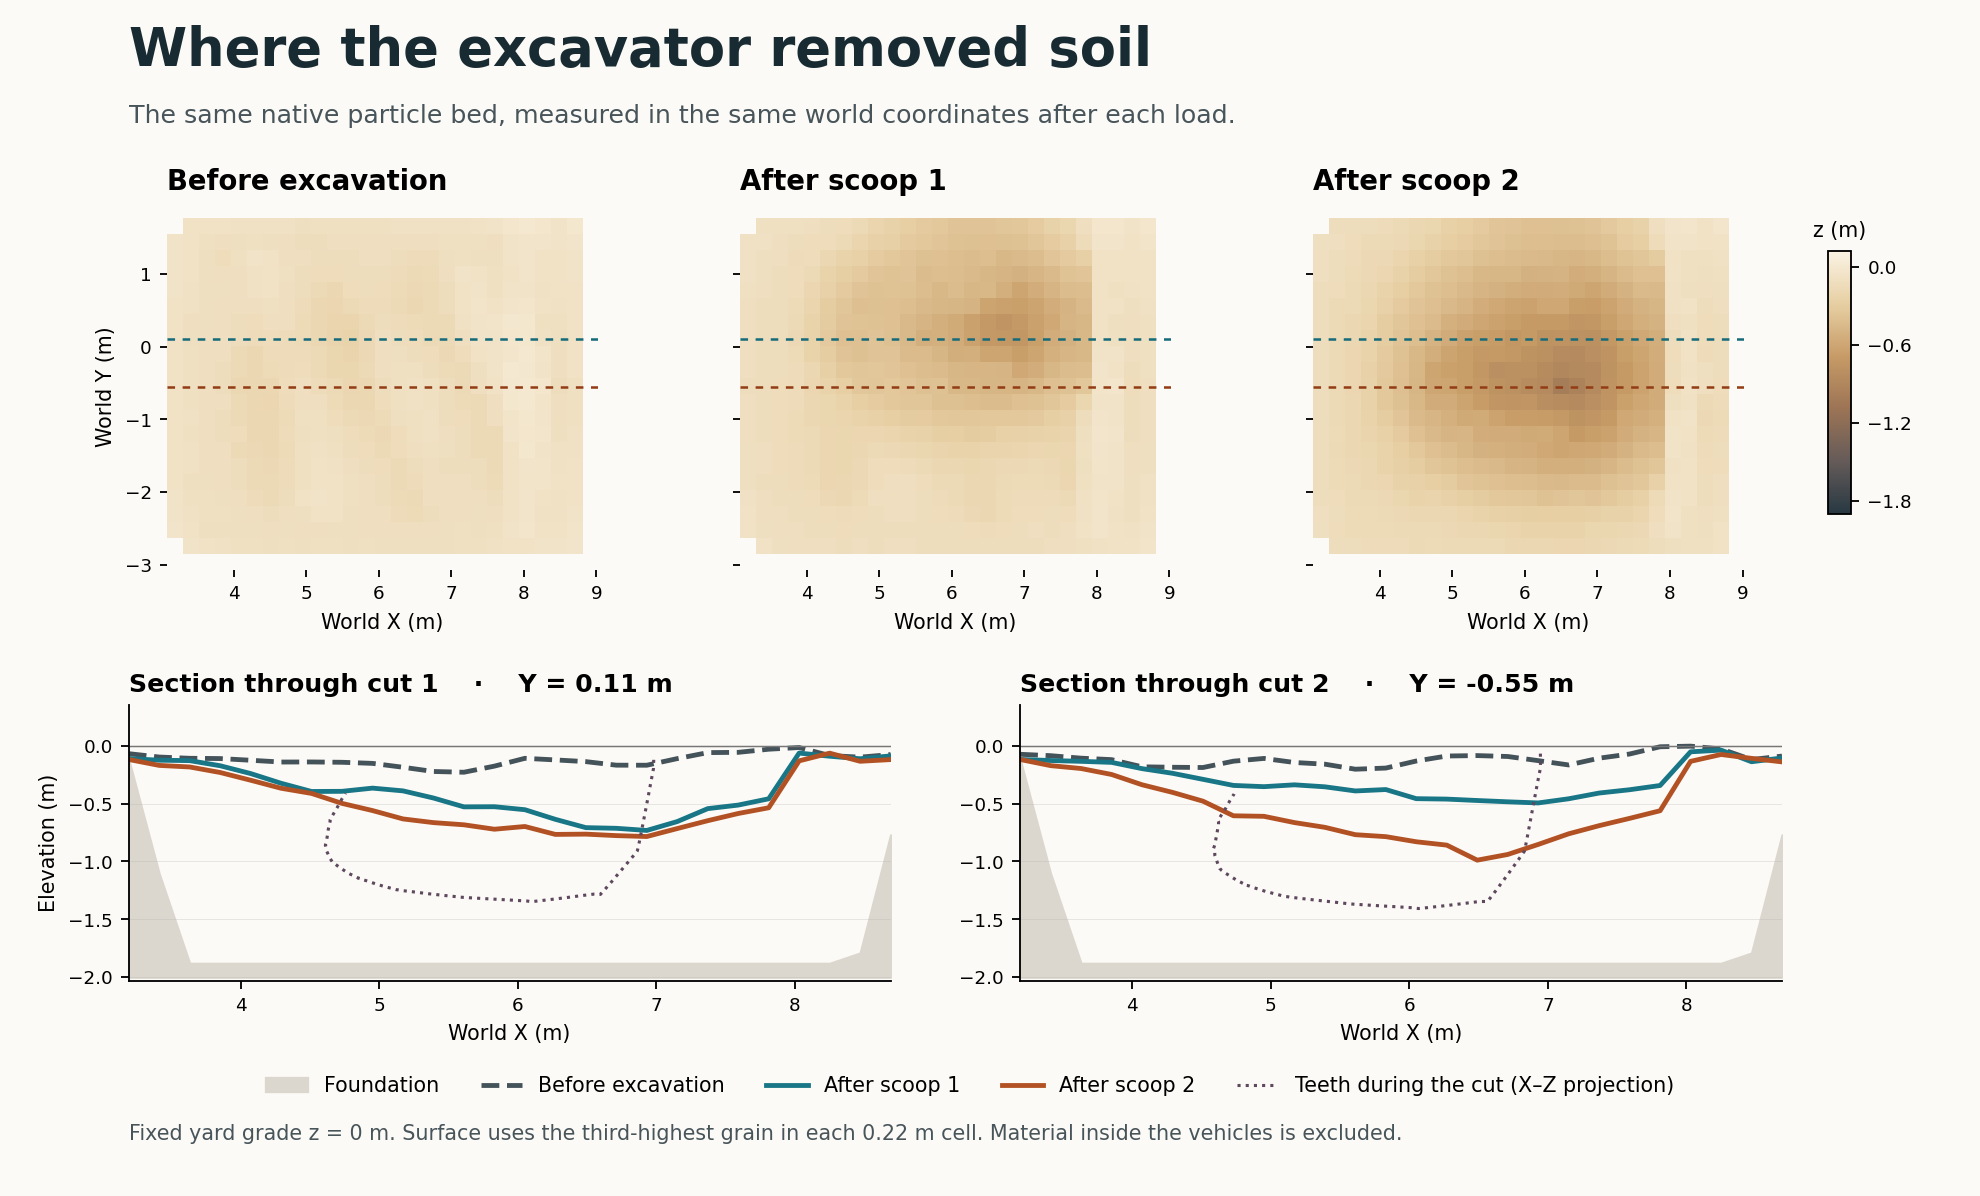 Where the excavator removed soil
The same native particle bed, measured in the same world coordinates after each load.
Before excavation
After scoop 1
After scoop 2
World Y (m)
1
0
−1
−2
−3
4 5 6 7 8 9
World X (m)
4 5 6 7 8 9
World X (m)
4 5 6 7 8 9
World X (m)
z (m)
0.0
−0.6
−1.2
−1.8
Section through cut 1 · Y = 0.11 m
Elevation (m)
0.0
−0.5
−1.0
−1.5
−2.0
4 5 6 7 8
World X (m)
Section through cut 2 · Y = -0.55 m
0.0
−0.5
−1.0
−1.5
−2.0
4 5 6 7 8
World X (m)
Foundation Before excavation After scoop 1 After scoop 2 Teeth during the cut (X–Z projection)
Fixed yard grade z = 0 m. Surface uses the third-highest grain in each 0.22 m cell. Material inside the vehicles is excluded.